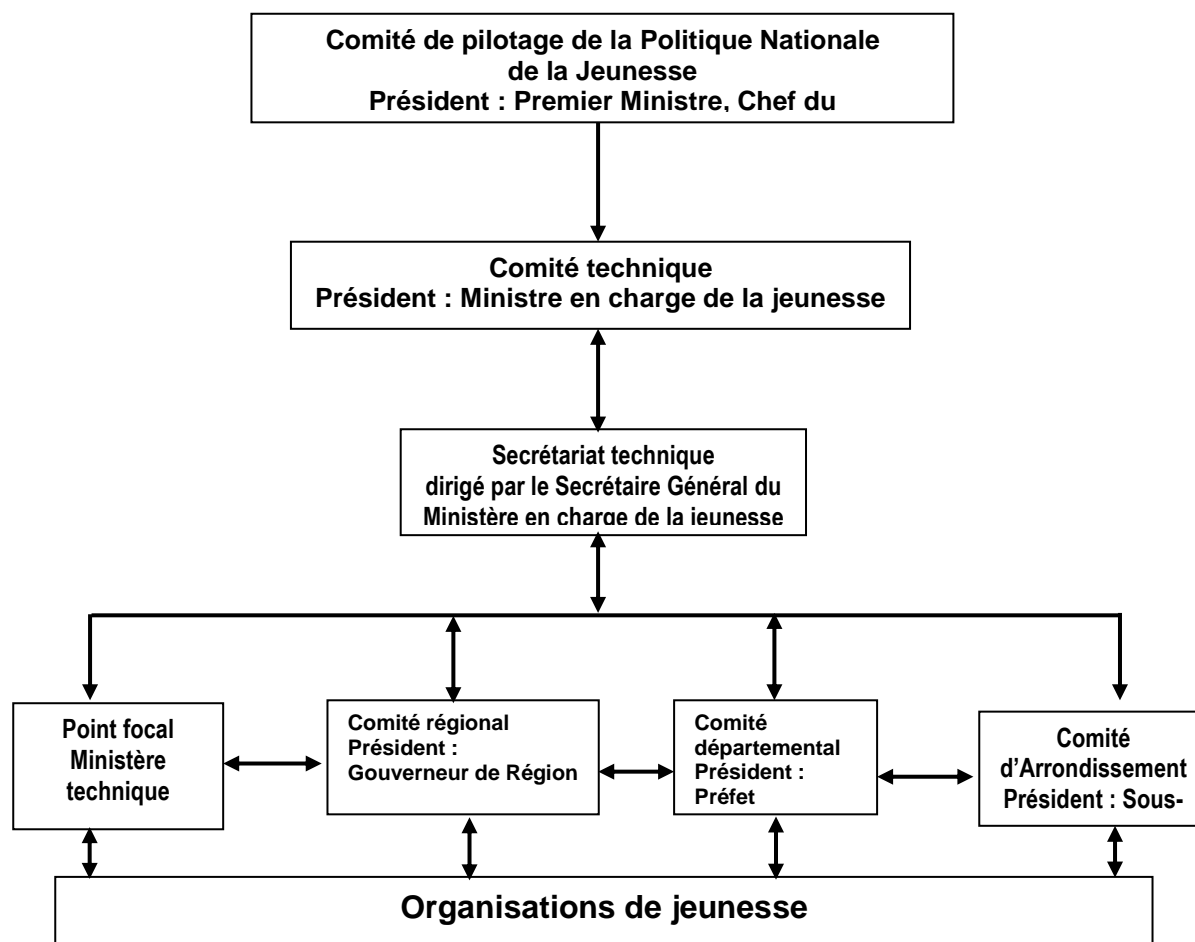 Comité de pilotage de la Politique Nationale
de la Jeunesse
Président : Premier Ministre, Chef du
Comité technique
Président : Ministre en charge de la jeunesse
Secrétariat technique
dirigé par le Secrétaire Général du
Ministère en charge de la jeunesse
Point focal
Ministère
technique
Comité régional
Président :
Gouverneur de Région
Comité
départemental
Président :
Préfet
Comité
d'Arrondissement
Président : Sous-
Organisations de jeunesse